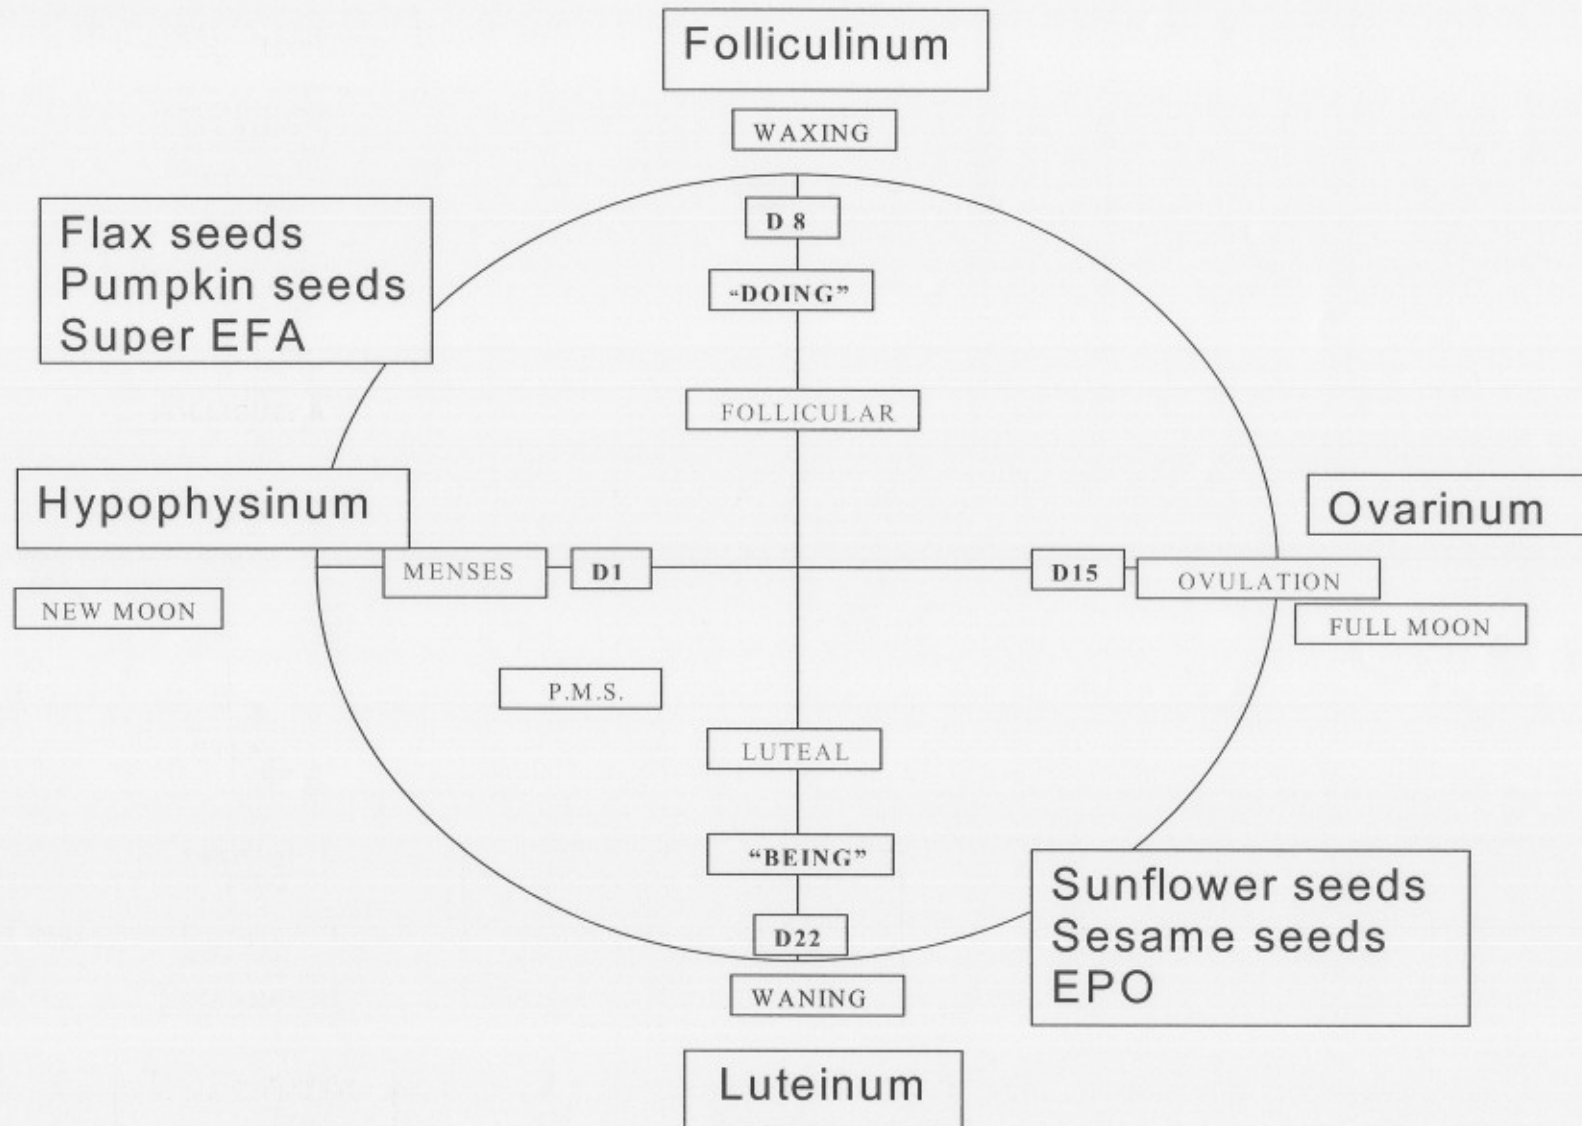 Folliculinum
WAXING
D 8
“DOING”
FOLLICULAR
Flax seeds
Pumpkin seeds
Super EFA
Hypophysinum
MENSES
D1
NEW MOON
D15
OVULATION
Ovarinum
FULL MOON
P.M.S.
LUTEAL
“BEING”
D22
WANING
Sunflower seeds
Sesame seeds
EPO
Luteinum